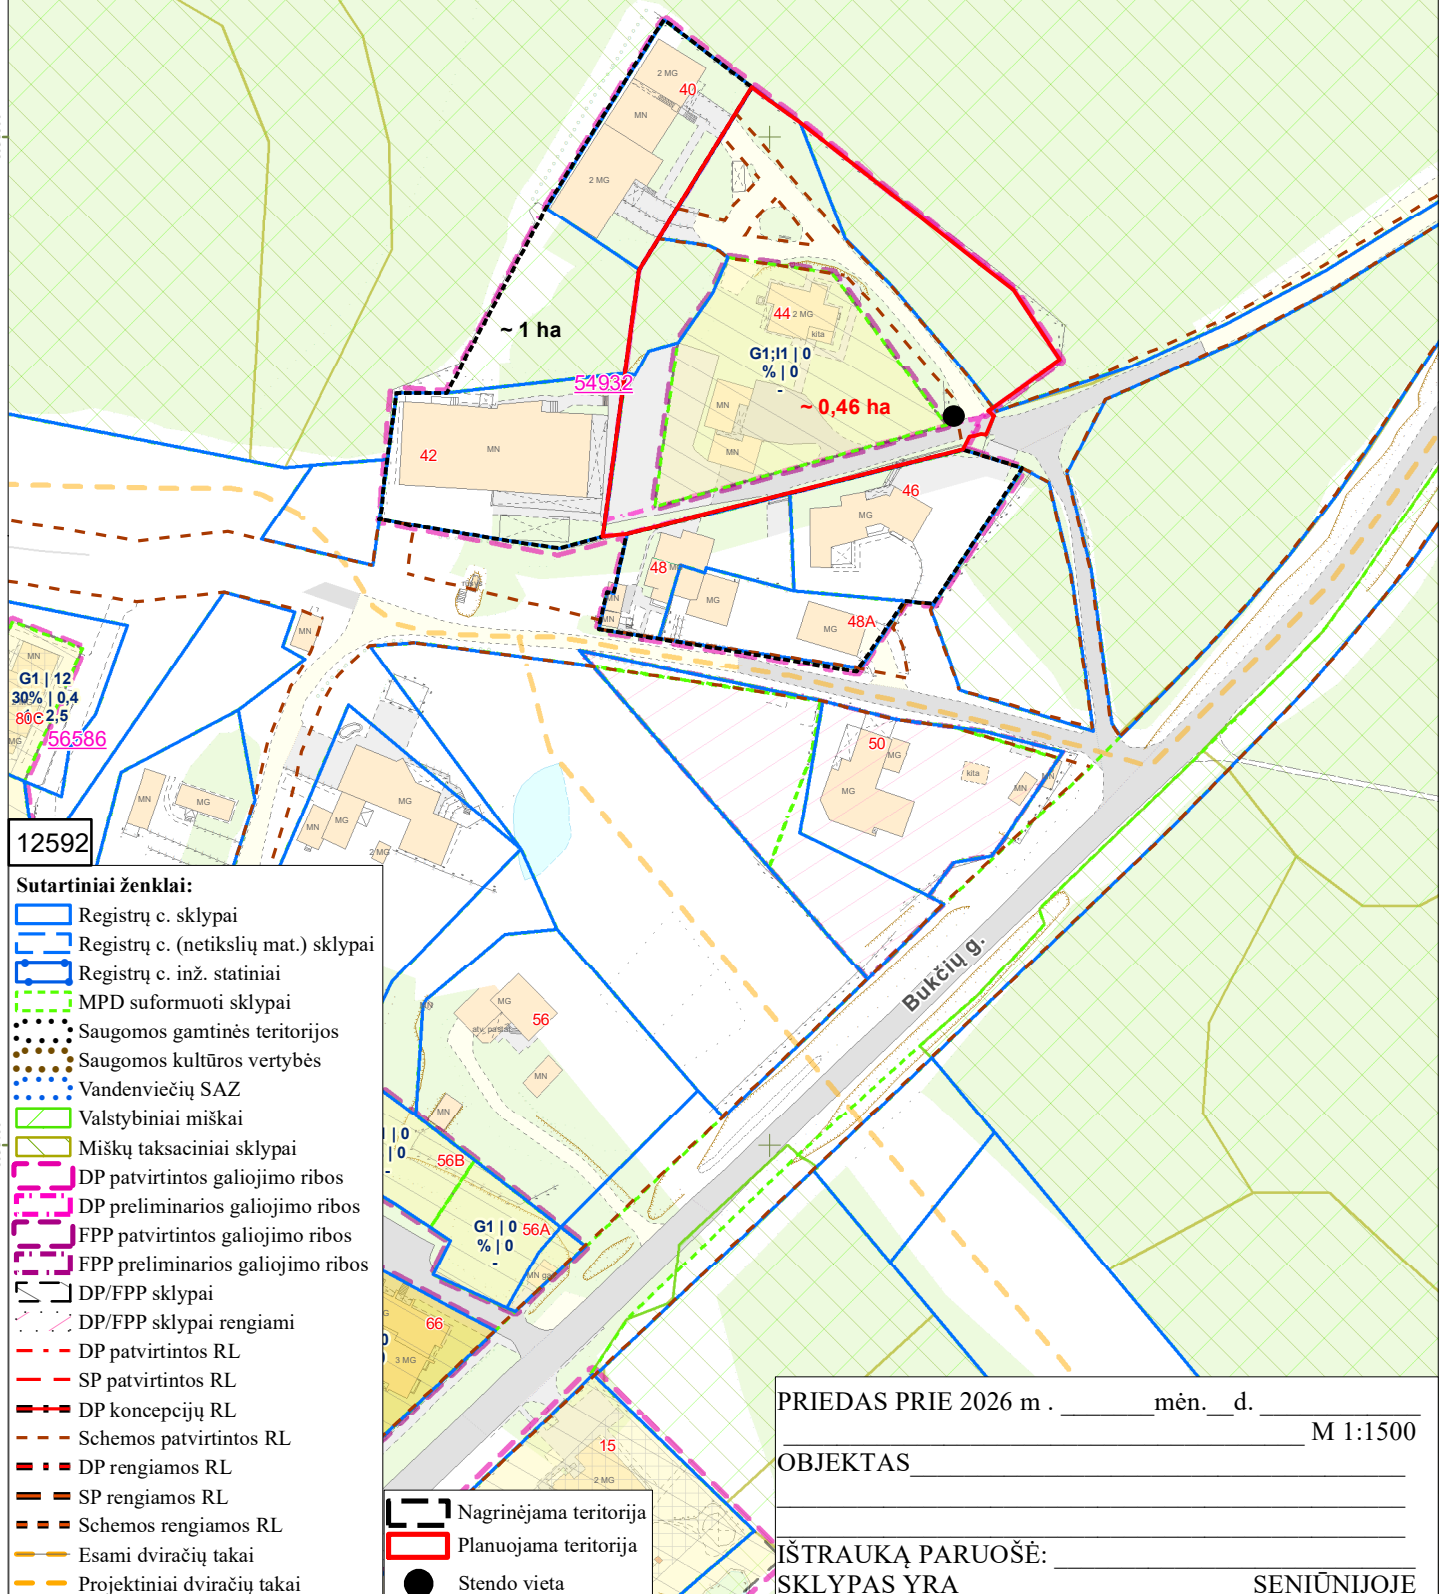 2 MG
40
MN
2 MG
~ 1 ha
44
2 MG
kita
G1;I1 | 0
% | 0
-
54932
~ 0,46 ha
MN
MN
42
MN
46
MG
48
MG
MN
MN
48A
MG
MN
G1 | 12
30% | 0,4
2,5
80C
MG
56586
MN
MG
MG
MN
MG
2 MG
50
MG
MG
kita
MN
MN
12592
Bukčių g.
MG
56
MN
MN
56B
| 0
| 0
-
G1 | 0
% | 0
-
56A
66
3 MG
15
2 MG
Sutartiniai ženklai:
Registrų c. sklypai
Registrų c. (netikslių mat.) sklypai
Registrų c. inž. statiniai
MPD suformuoti sklypai
Saugomos gamtinės teritorijos
Saugomos kultūros vertybės
Vandenviečių SAZ
Valstybiniai miškai
Miškų taksaciniai sklypai
DP patvirtintos galiojimo ribos
DP preliminarios galiojimo ribos
FPP patvirtintos galiojimo ribos
FPP preliminarios galiojimo ribos
DP/FPP sklypai
DP/FPP sklypai rengiami
DP patvirtintos RL
SP patvirtintos RL
DP koncepcijų RL
Schemos patvirtintos RL
DP rengiamos RL
SP rengiamos RL
Schemos rengiamos RL
Esami dviračių takai
Projektiniai dviračių takai
Nagrinėjama teritorija
Planuojama teritorija
Stendo vieta
PRIEDAS PRIE 2026 m . _______mėn.__d. ____________
M 1:1500
OBJEKTAS
IŠTRAUKĄ PARUOŠĖ:
SKLYPAS YRA SENIŪNIJOJE